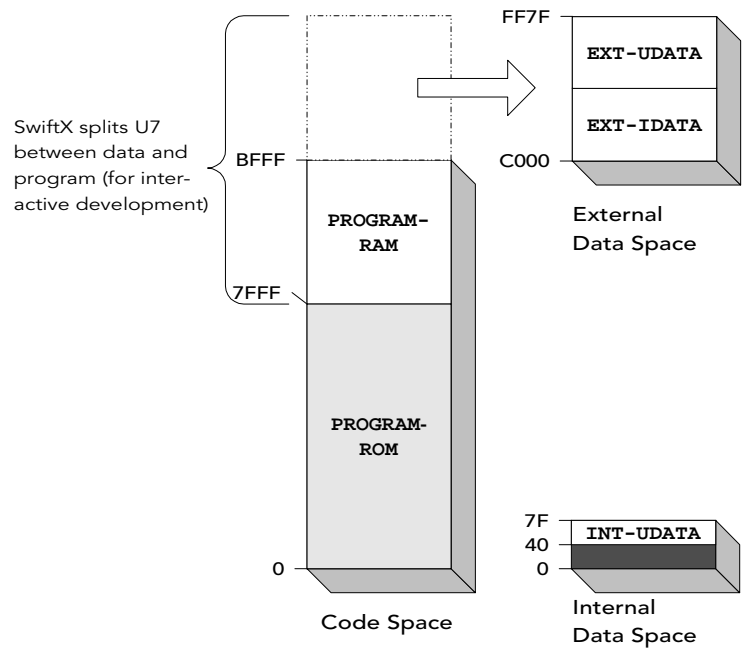 SwiftX splits U7
between data and
program (for inter-
active development)
BFFF
7FFF
0
PROGRAM-
RAM
PROGRAM-
ROM
Code Space
FF7F
C000
EXT-UDATA
EXT-IDATA
External
Data Space
7F
40
0
INT-UDATA
Internal
Data Space